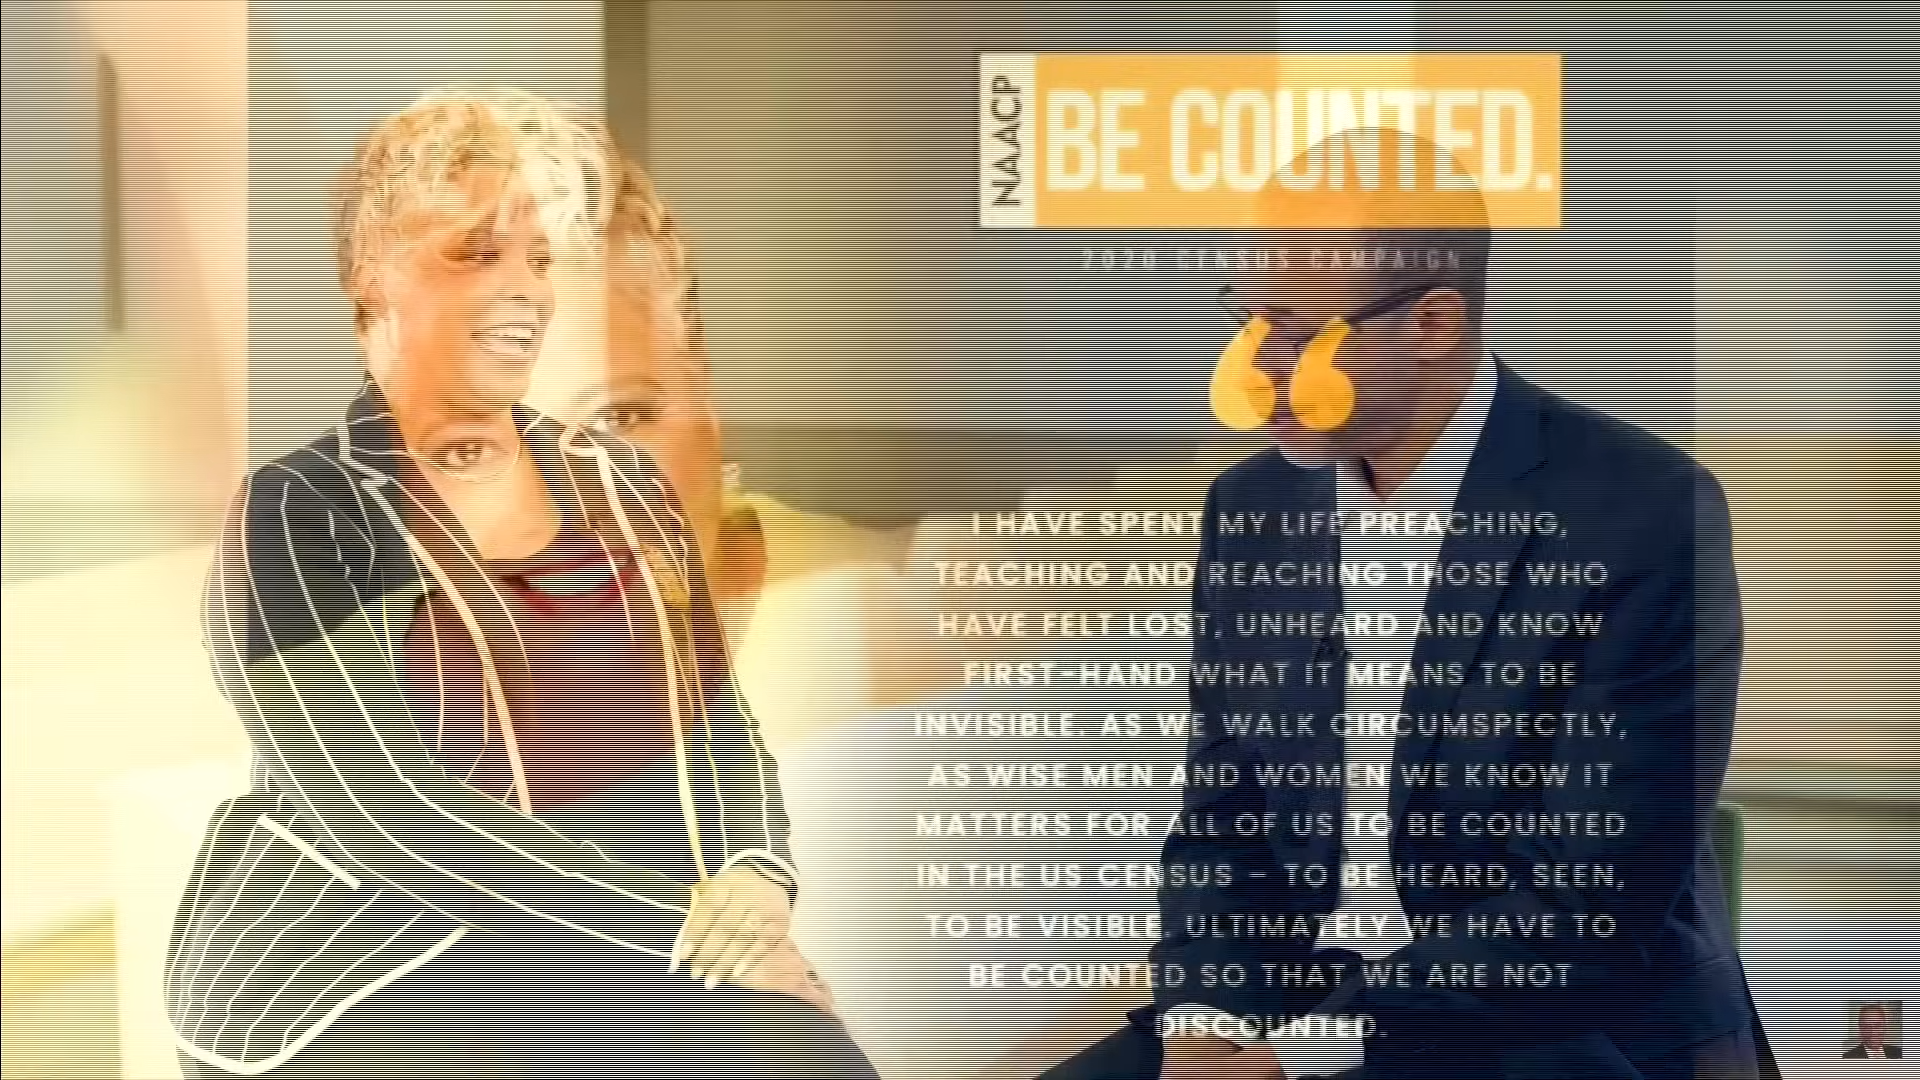 NAACP
BE COUNTED.
2020 CENSUS CAMPAIGN
“
I HAVE SPENT MY LIFE PREACHING,
TEACHING AND REACHING THOSE WHO
HAVE FELT LOST, UNHEARD AND KNOW
FIRST-HAND WHAT IT MEANS TO BE
INVISIBLE. AS WE WALK CIRCUMSPECTLY,
AS WISE MEN AND WOMEN WE KNOW IT
MATTERS FOR ALL OF US TO BE COUNTED
IN THE US CENSUS – TO BE HEARD, SEEN,
TO BE VISIBLE. ULTIMATELY WE HAVE TO
BE COUNTED SO THAT WE ARE NOT
DISCOUNTED.